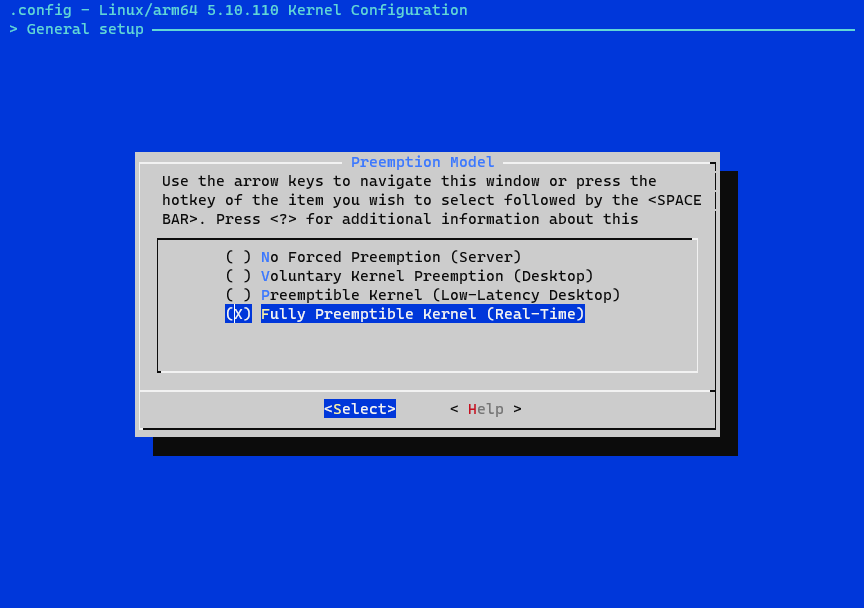 .config - Linux/arm64 5.10.110 Kernel Configuration
> General setup
Preemption Model
Use the arrow keys to navigate this window or press the
hotkey of the item you wish to select followed by the <SPACE
BAR>. Press <?> for additional information about this
( ) No Forced Preemption (Server)
( ) Voluntary Kernel Preemption (Desktop)
( ) Preemptible Kernel (Low-Latency Desktop)
(X) Fully Preemptible Kernel (Real-Time)
<Select> < Help >